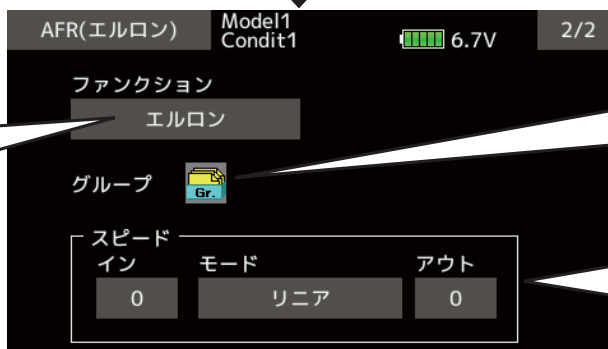 AFR(エルロン) Model1 Condit1 6.7V 2/2
ファンクション
エルロン
グループ Gr.
スピード
イン モード アウト
0 リニア 0